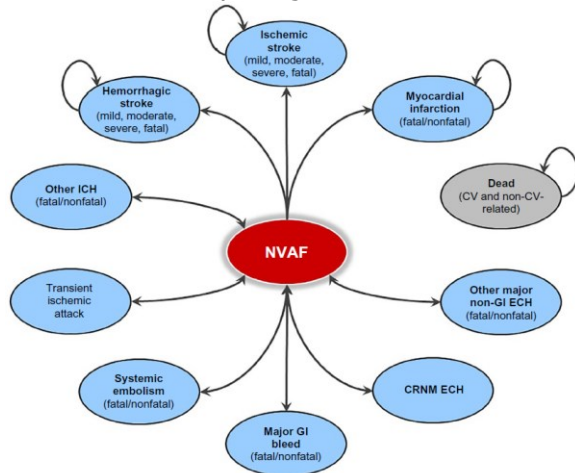 Ischemic
stroke
(mild, moderate,
severe, fatal)
Hemorrhagic
stroke
(mild, moderate,
severe, fatal)
Myocardial
infarction
(fatal/nonfatal)
Other ICH
(fatal/nonfatal)
Dead
(CV and non-CV-
related)
NVAF
Transient
ischemic
attack
Other major
non-GI ECH
(fatal/nonfatal)
Systemic
embolism
(fatal/nonfatal)
CRNM ECH
Major GI
bleed
(fatal/nonfatal)